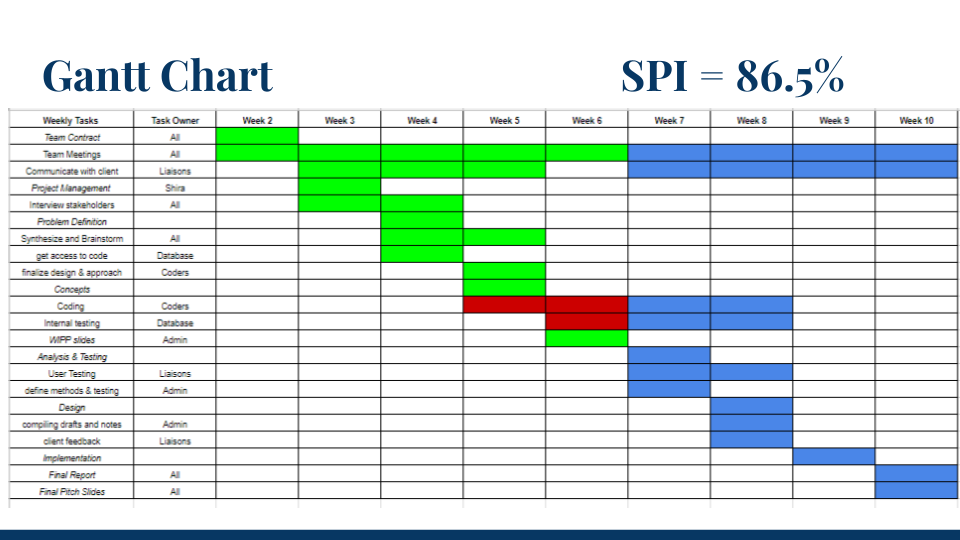 Gantt Chart
SPI = 86.5%
Weekly Tasks Task Owner Week 2 Week 3 Week 4 Week 5 Week 6 Week 7 Week 8 Week 9 Week 10
Team Contract All
Team Meetings All
Communicate with client Liaisons
Project Management Shira
Interview stakeholders All
Problem Definition
Synthesize and Brainstorm All
get access to code Database
finalize design & approach Coders
Concepts
Coding Coders
Internal testing Database
WIPP slides Admin
Analysis & Testing
User Testing Liaisons
define methods & testing Admin
Design
compiling drafts and notes Admin
client feedback Liaisons
Implementation
Final Report All
Final Pitch Slides All